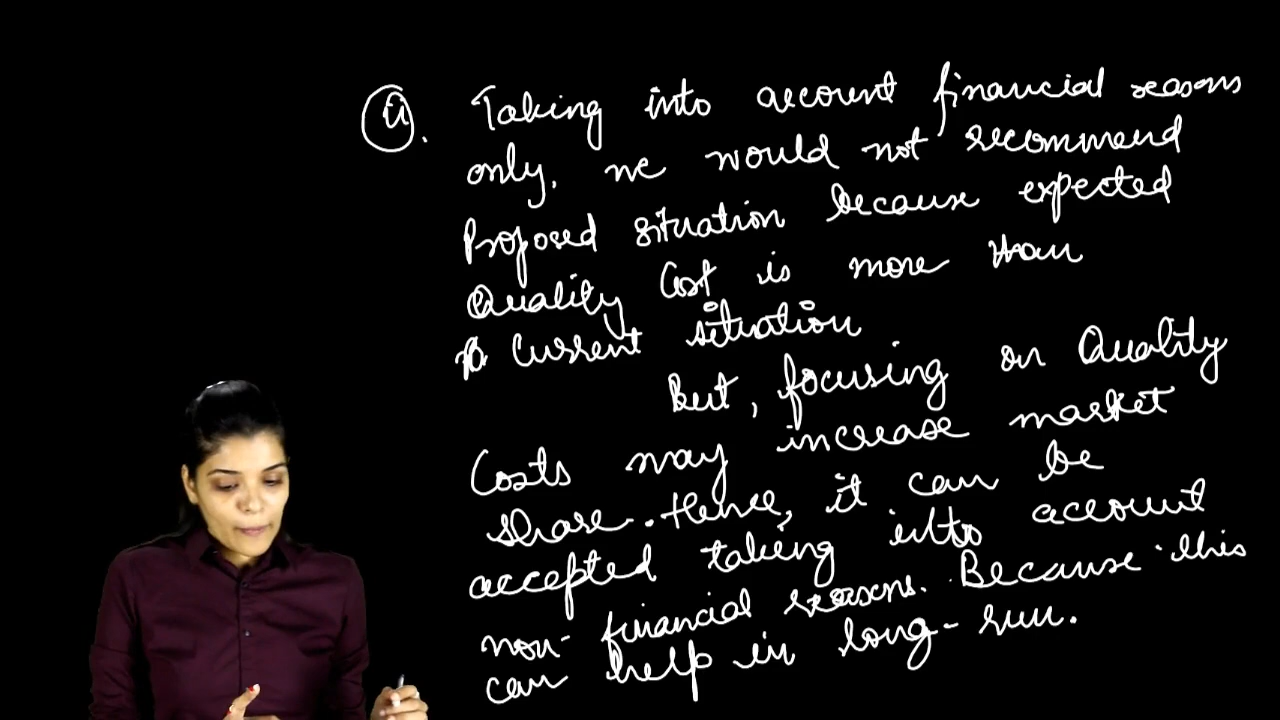 ii. Taking into account financial reasons
only, we would not recommend
Proposed situation because expected
Quality Cost is more than
Current situation
But, focusing on Quality
Costs may increase market
share. Hence, it can be
accepted taking into account
non-financial reasons. Because this
can help in long-run.